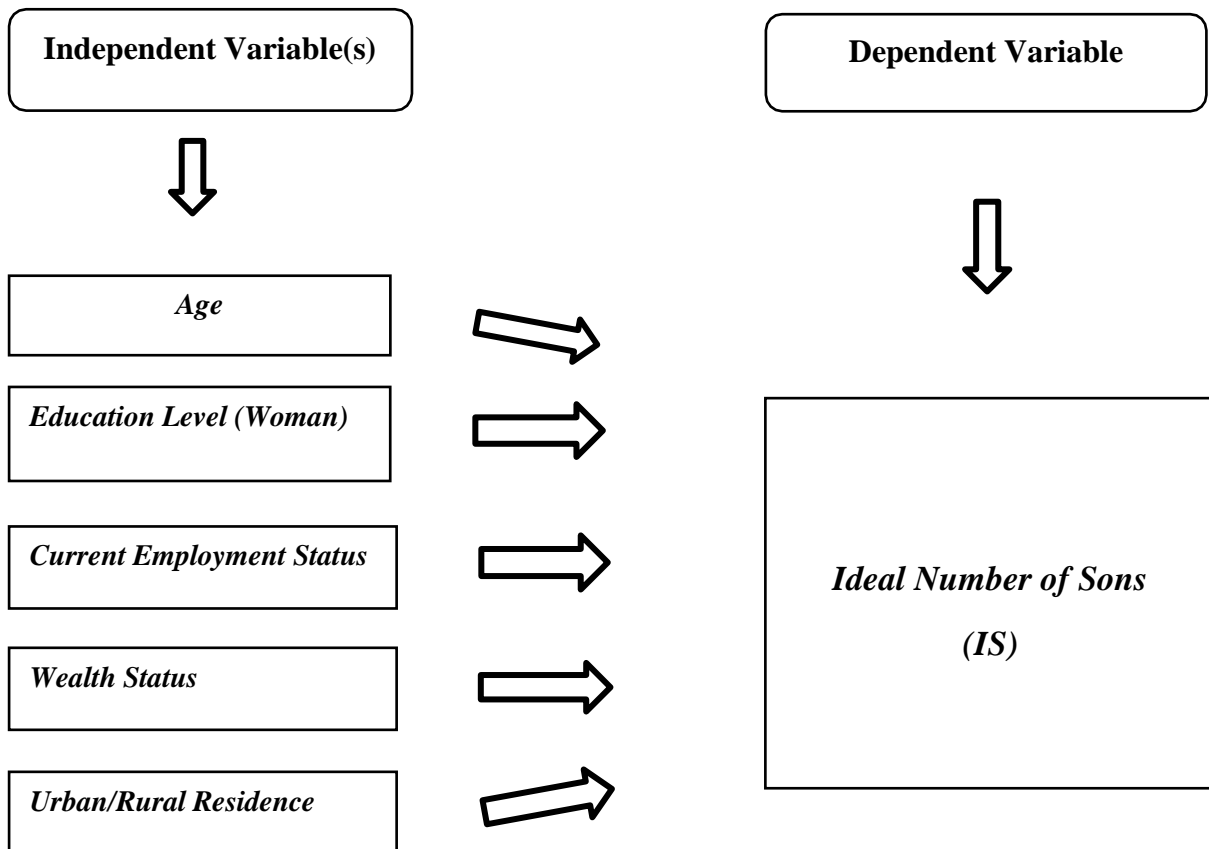 Independent Variable(s)
Dependent Variable
Age
Education Level (Woman)
Current Employment Status
Wealth Status
Urban/Rural Residence
Ideal Number of Sons
(IS)